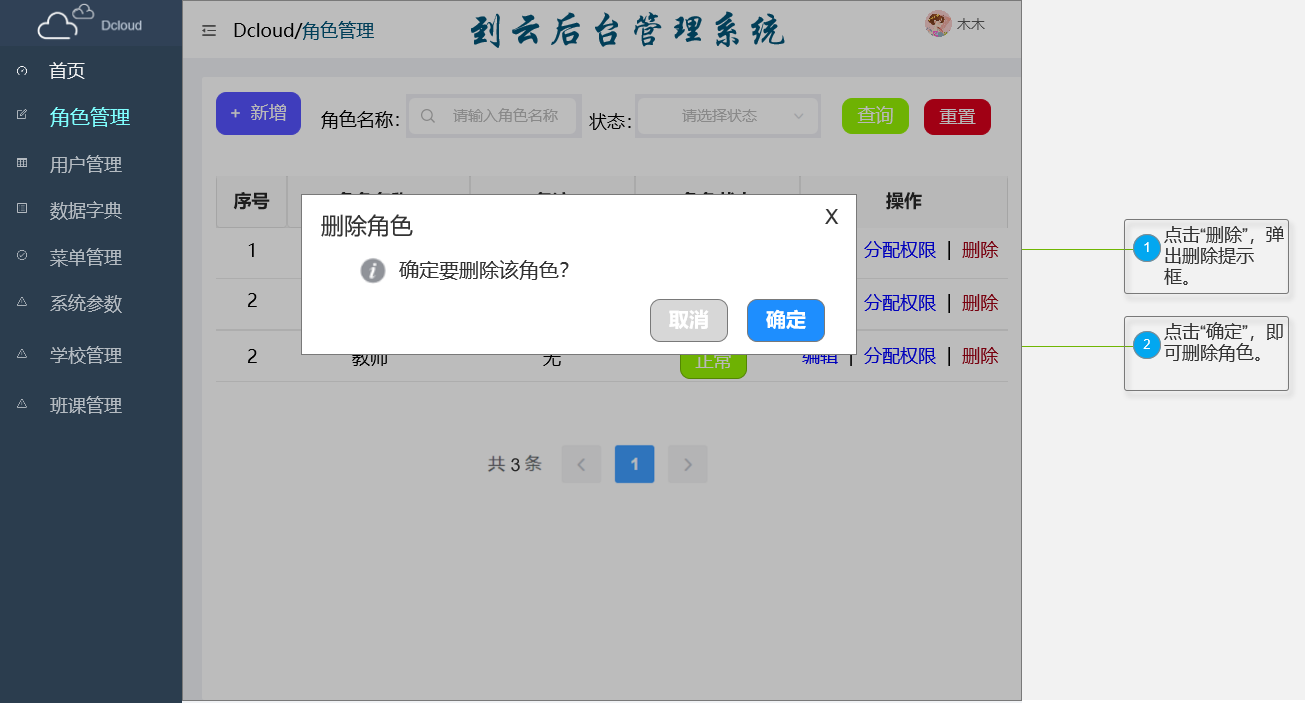 Dcloud
首页
角色管理
用户管理
数据字典
菜单管理
系统参数
学校管理
班课管理
Dcloud/角色管理
到云后台管理系统
木木
+ 新增
角色名称:
请输入角色名称
状态:
请选择状态
查询
重置
序号
操作
1
分配权限 | 删除
2
分配权限 | 删除
2
教师
无
正常
编辑 | 分配权限 | 删除
删除角色
X
确定要删除该角色?
取消
确定
共 3 条
1
1
点击“删除”，弹
出删除提示
框。
2
点击“确定”，即
可删除角色。